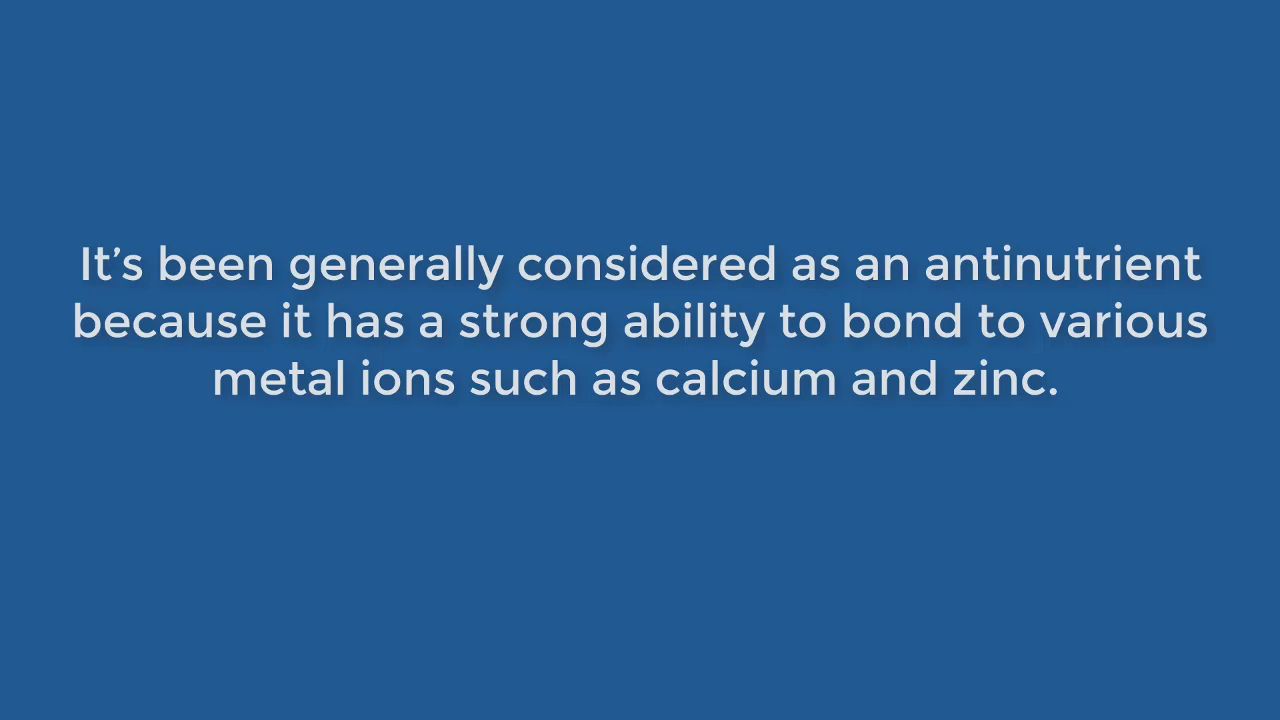 It’s been generally considered as an antinutrient
because it has a strong ability to bond to various
metal ions such as calcium and zinc.